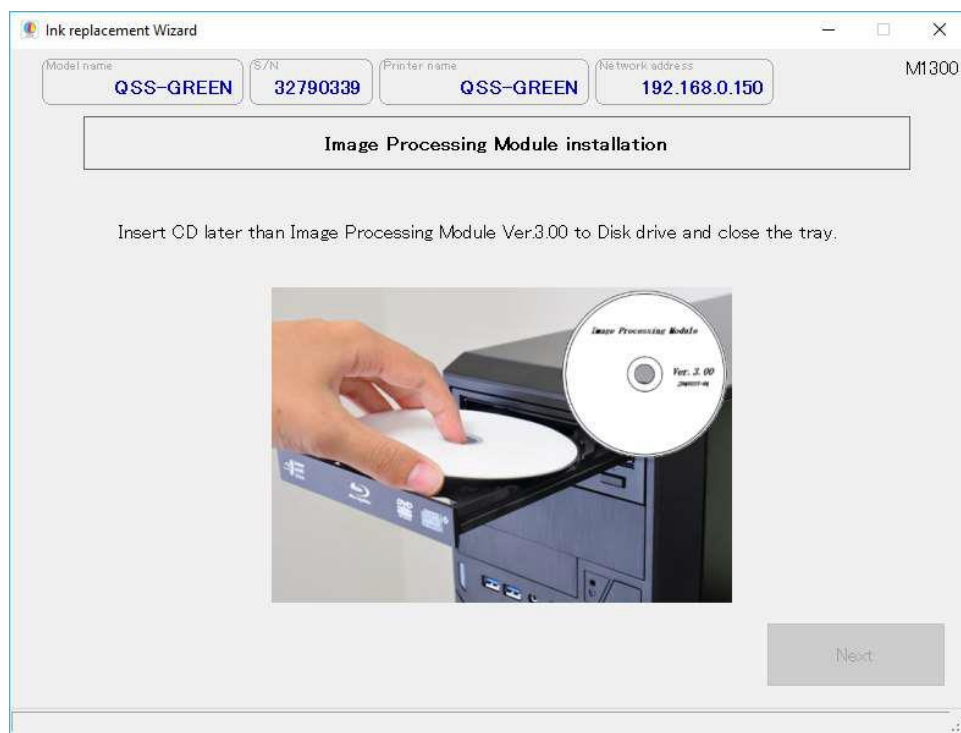 Ink replacement Wizard
Model name
QSS-GREEN
S/N
32790339
Printer name
QSS-GREEN
Network address
192.168.0.150
M1300
Image Processing Module installation
Insert CD later than Image Processing Module Ver.3.00 to Disk drive and close the tray.
Image Processing Module
Ver. 3.00
Next